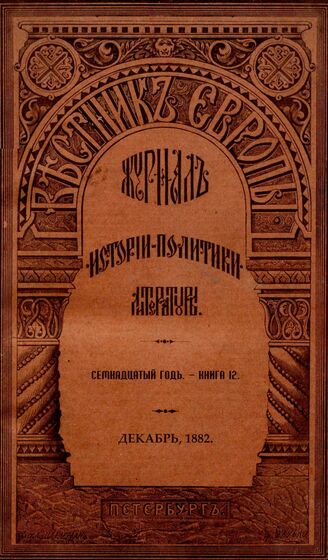 ВѢСТНИКЪ ЕВРОПЫ
ЖУРНАЛЪ
ИСТОРІИ-ПОЛИТИКИ
ЛИТЕРАТУРЫ.
СЕМНАДЦАТЫЙ ГОДЪ. – КНИГА 12.
ДЕКАБРЬ, 1882.
ПЕТЕРБУРГЪ.